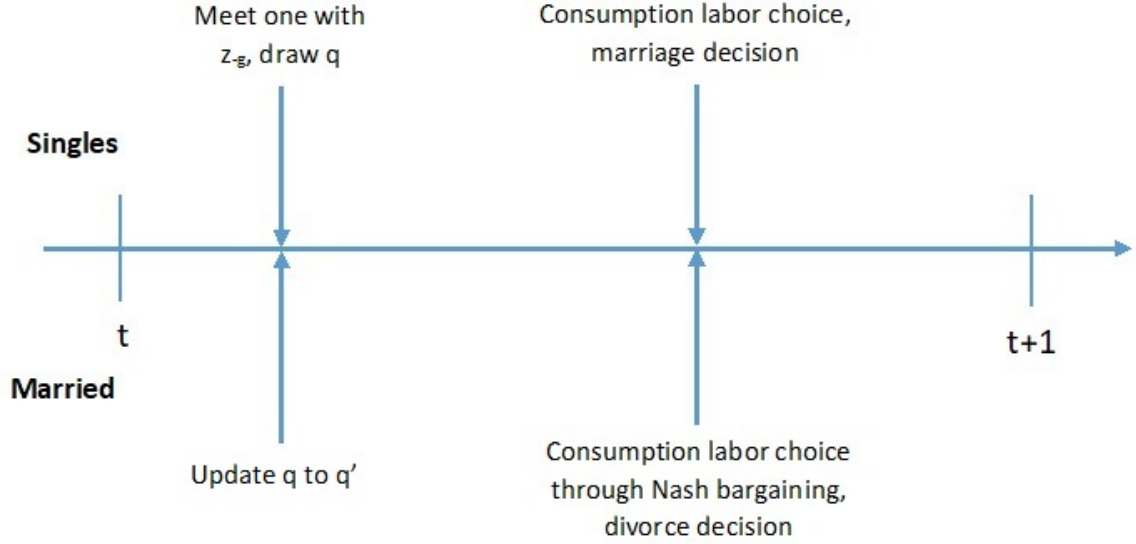 Meet one with
z-g, draw q
Consumption labor choice,
marriage decision
Singles
t
t+1
Married
Update q to q’
Consumption labor choice
through Nash bargaining,
divorce decision